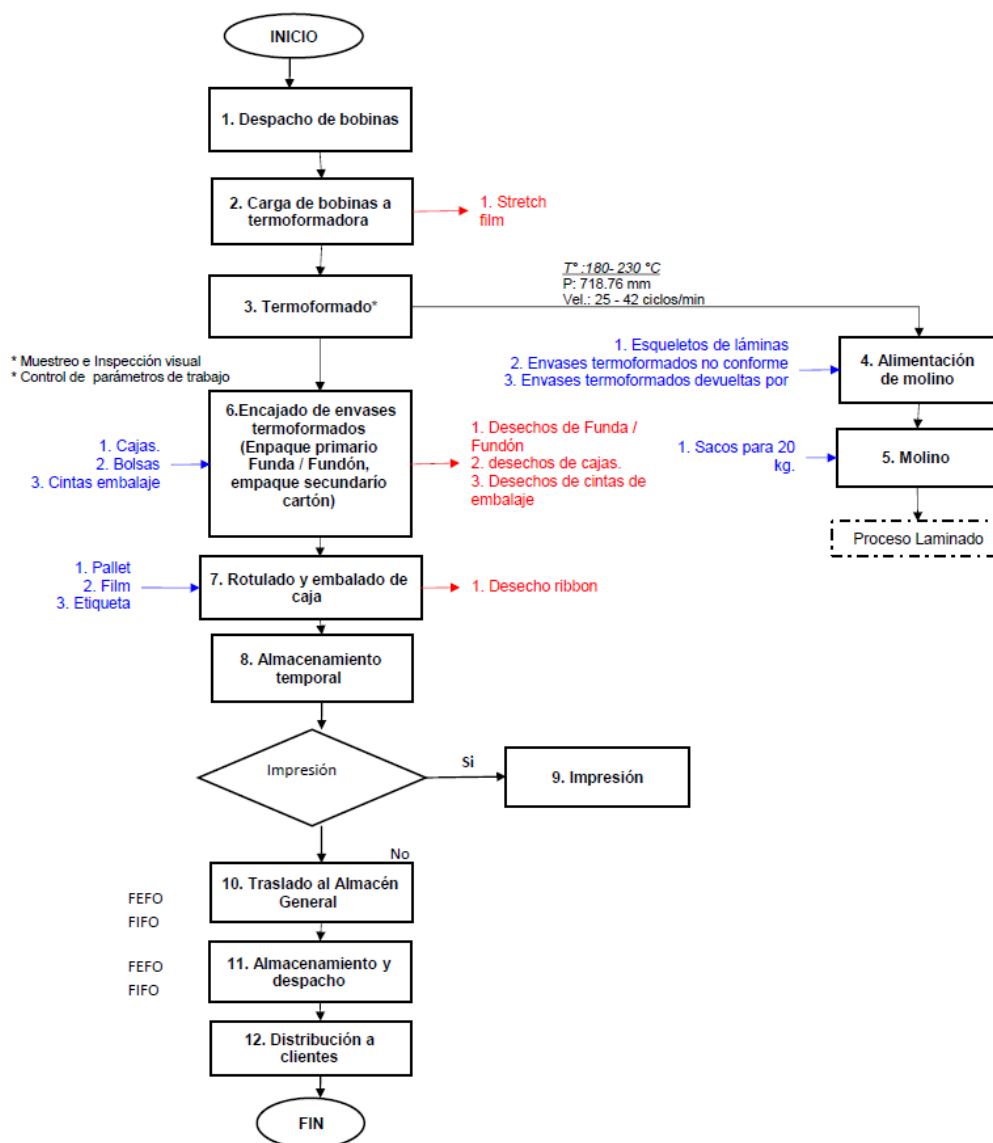 INICIO
1. Despacho de bobinas
2. Carga de bobinas a
termoformadora
1. Stretch
film
3. Termoformado*
T° :180- 230 °C
P: 718.76 mm
Vel.: 25 - 42 ciclos/min
* Muestreo e Inspección visual
* Control de parámetros de trabajo
1. Esqueletos de láminas
2. Envases termoformados no conforme
3. Envases termoformados devueltas por
4. Alimentación
de molino
6.Encajado de envases
termoformados
(Enpaque primario
Funda / Fundón,
empaque secundario
cartón)
1. Cajas.
2. Bolsas
3. Cintas embalaje
1. Desechos de Funda /
Fundón
2. desechos de cajas.
3. Desechos de cintas de
embalaje
1. Sacos para 20
kg.
5. Molino
Proceso Laminado
1. Pallet
2. Film
3. Etiqueta
7. Rotulado y embalado de
caja
1. Desecho ribbon
8. Almacenamiento
temporal
Impresión
Si
9. Impresión
No
10. Traslado al Almacén
General
FEFO
FIFO
11. Almacenamiento y
despacho
FEFO
FIFO
12. Distribución a
clientes
FIN